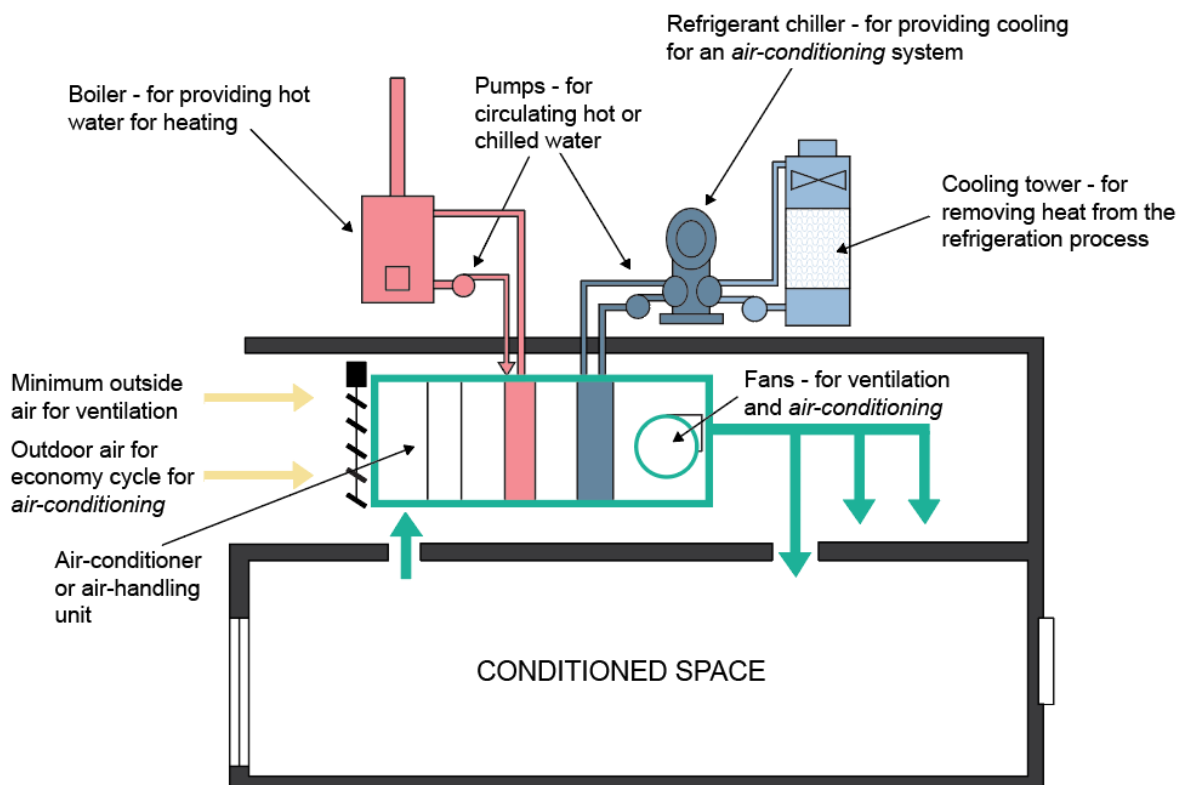 Refrigerant chiller - for providing cooling
for an air-conditioning system
Boiler - for providing hot
water for heating
Pumps - for
circulating hot or
chilled water
Cooling tower - for
removing heat from the
refrigeration process
Minimum outside
air for ventilation
Fans - for ventilation
and air-conditioning
Outdoor air for
economy cycle for
air-conditioning
Air-conditioner
or air-handling
unit
CONDITIONED SPACE